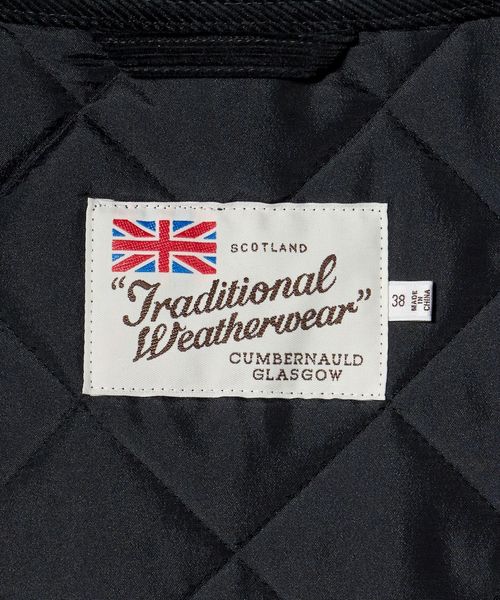 SCOTLAND
"Traditional
Weatherwear"
CUMBERNAULD
GLASGOW
38
MADE IN
CHINA